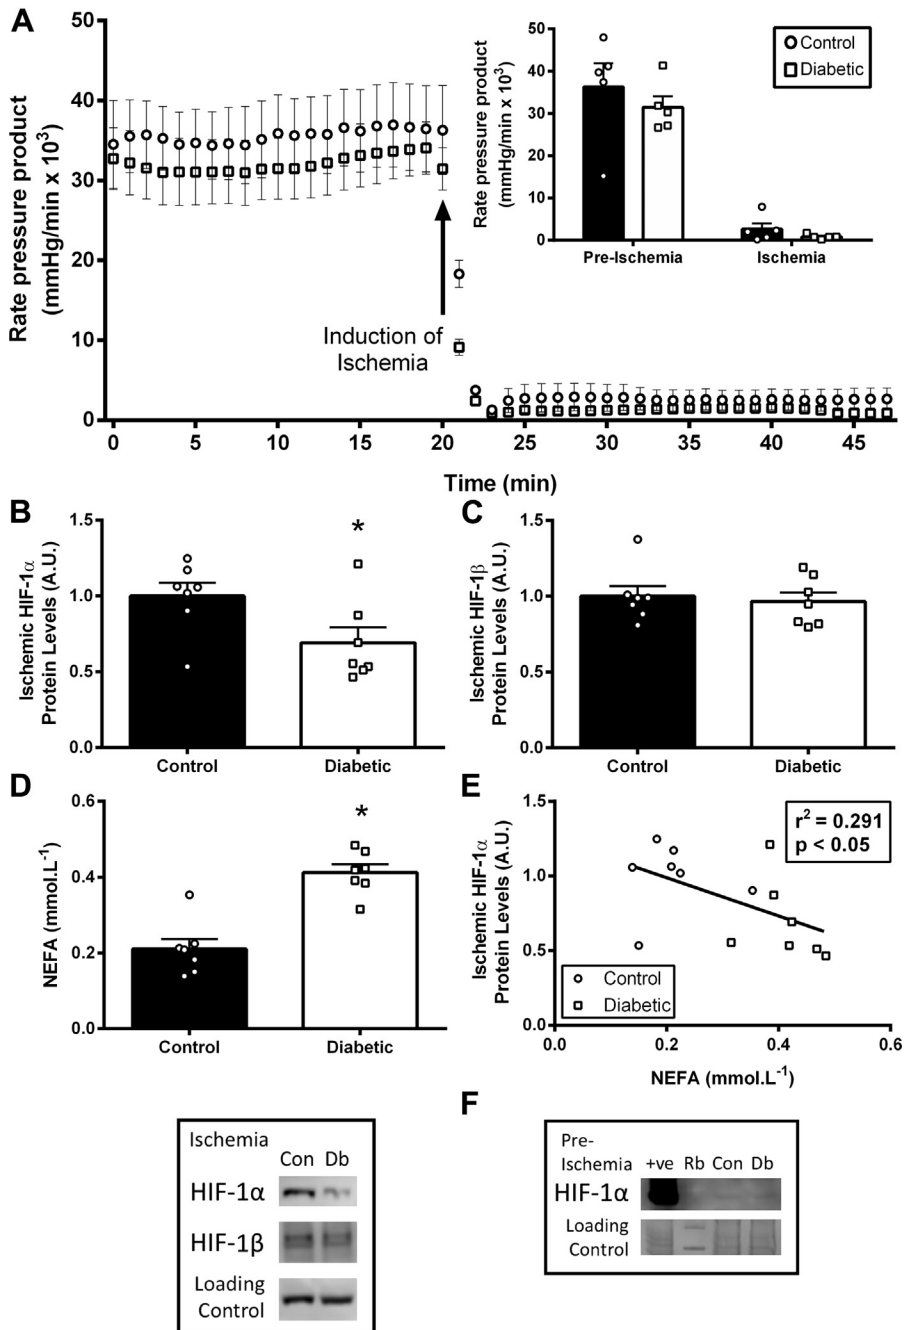 A
Rate pressure product
(mmHg/min x 10³)
50
40
30
20
10
0
0 5 10 15 20 25 30 35 40 45
Time (min)
Induction of
Ischemia
Rate pressure product
(mmHg/min x 10³)
50
40
30
20
10
0
Pre-Ischemia Ischemia
Control
Diabetic
B
Ischemic HIF-1α
Protein Levels (A.U.)
1.5
1.0
0.5
0.0
*
Control Diabetic
C
Ischemic HIF-1β
Protein Levels (A.U.)
1.5
1.0
0.5
0.0
Control Diabetic
D
NEFA (mmol.L⁻¹)
0.6
0.4
0.2
0.0
*
Control Diabetic
E
Ischemic HIF-1α
Protein Levels (A.U.)
1.5
1.0
0.5
0.0
r² = 0.291
p < 0.05
Control
Diabetic
0.0 0.2 0.4 0.6
NEFA (mmol.L⁻¹)
Ischemia
Con Db
HIF-1α
HIF-1β
Loading
Control
F
Pre-
Ischemia +ve Rb Con Db
HIF-1α
Loading
Control